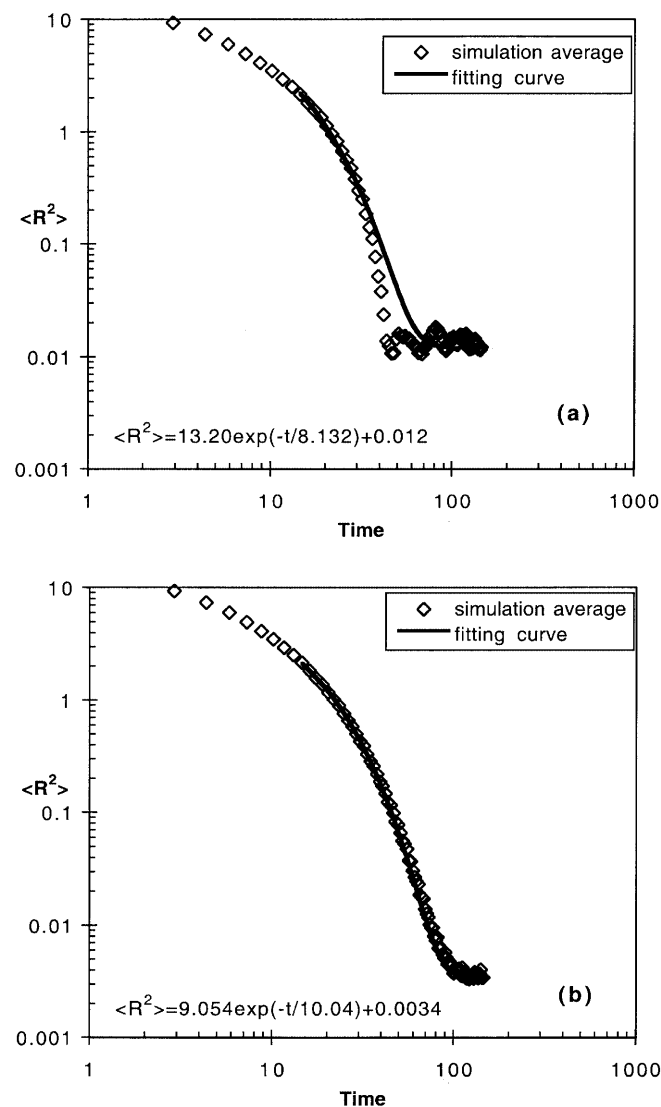 10
1
0.1
0.01
0.001
<R²>
simulation average
fitting curve
(a)
<R²>=13.20exp(-t/8.132)+0.012
1 10 100 1000
Time
10
1
0.1
0.01
0.001
<R²>
simulation average
fitting curve
(b)
<R²>=9.054exp(-t/10.04)+0.0034
1 10 100 1000
Time